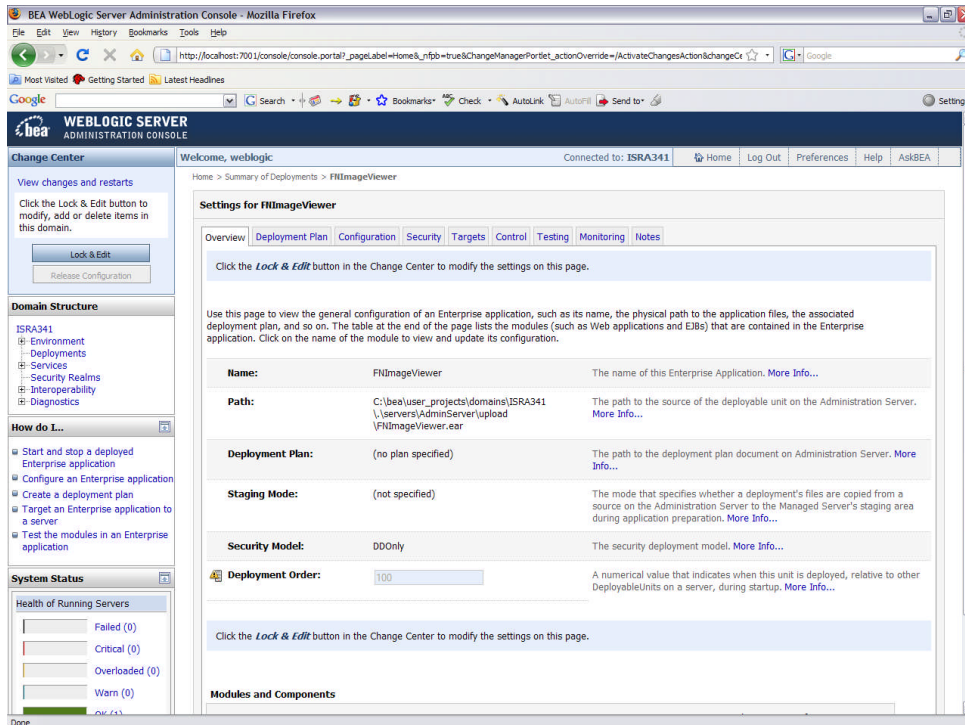 BEA WebLogic Server Administration Console - Mozilla Firefox
File Edit View History Bookmarks Tools Help
http://localhost:7001/console/console.portal?_pageLabel=Home&_nfpb=true&ChangeManagerPortlet_actionOverride=/ActivateChangesAction&changeCe
Google
Most Visited Getting Started Latest Headlines
Google Search Bookmarks Check AutoLink AutoFill Send to Setting
bea WEBLOGIC SERVER
ADMINISTRATION CONSOLE
Change Center
View changes and restarts
Click the Lock & Edit button to
modify, add or delete items in
this domain.
Lock & Edit
Release Configuration
Domain Structure
ISRA341
Environment
Deployments
Services
Security Realms
Interoperability
Diagnostics
How do I...
Start and stop a deployed
Enterprise application
Configure an Enterprise application
Create a deployment plan
Target an Enterprise application to
a server
Test the modules in an Enterprise
application
System Status
Health of Running Servers
Failed (0)
Critical (0)
Overloaded (0)
Warn (0)
OK (1)
Welcome, weblogic Connected to: ISRA341 Home Log Out Preferences Help AskBEA
Home > Summary of Deployments > FNImageViewer
Settings for FNImageViewer
Overview Deployment Plan Configuration Security Targets Control Testing Monitoring Notes
Click the Lock & Edit button in the Change Center to modify the settings on this page.
Use this page to view the general configuration of an Enterprise application, such as its name, the physical path to the application files, the associated
deployment plan, and so on. The table at the end of the page lists the modules (such as Web applications and EJBs) that are contained in the Enterprise
application. Click on the name of the module to view and update its configuration.
Name: FNImageViewer The name of this Enterprise Application. More Info...
Path: C:\bea\user_projects\domains\ISRA341 The path to the source of the deployable unit on the Administration Server.
\.\servers\AdminServer\upload More Info...
\FNImageViewer.ear
Deployment Plan: (no plan specified) The path to the deployment plan document on Administration Server. More
Info...
Staging Mode: (not specified) The mode that specifies whether a deployment's files are copied from a
source on the Administration Server to the Managed Server's staging area
during application preparation. More Info...
Security Model: DDOnly The security deployment model. More Info...
Deployment Order: 100 A numerical value that indicates when this unit is deployed, relative to other
DeployableUnits on a server, during startup. More Info...
Click the Lock & Edit button in the Change Center to modify the settings on this page.
Modules and Components
Done